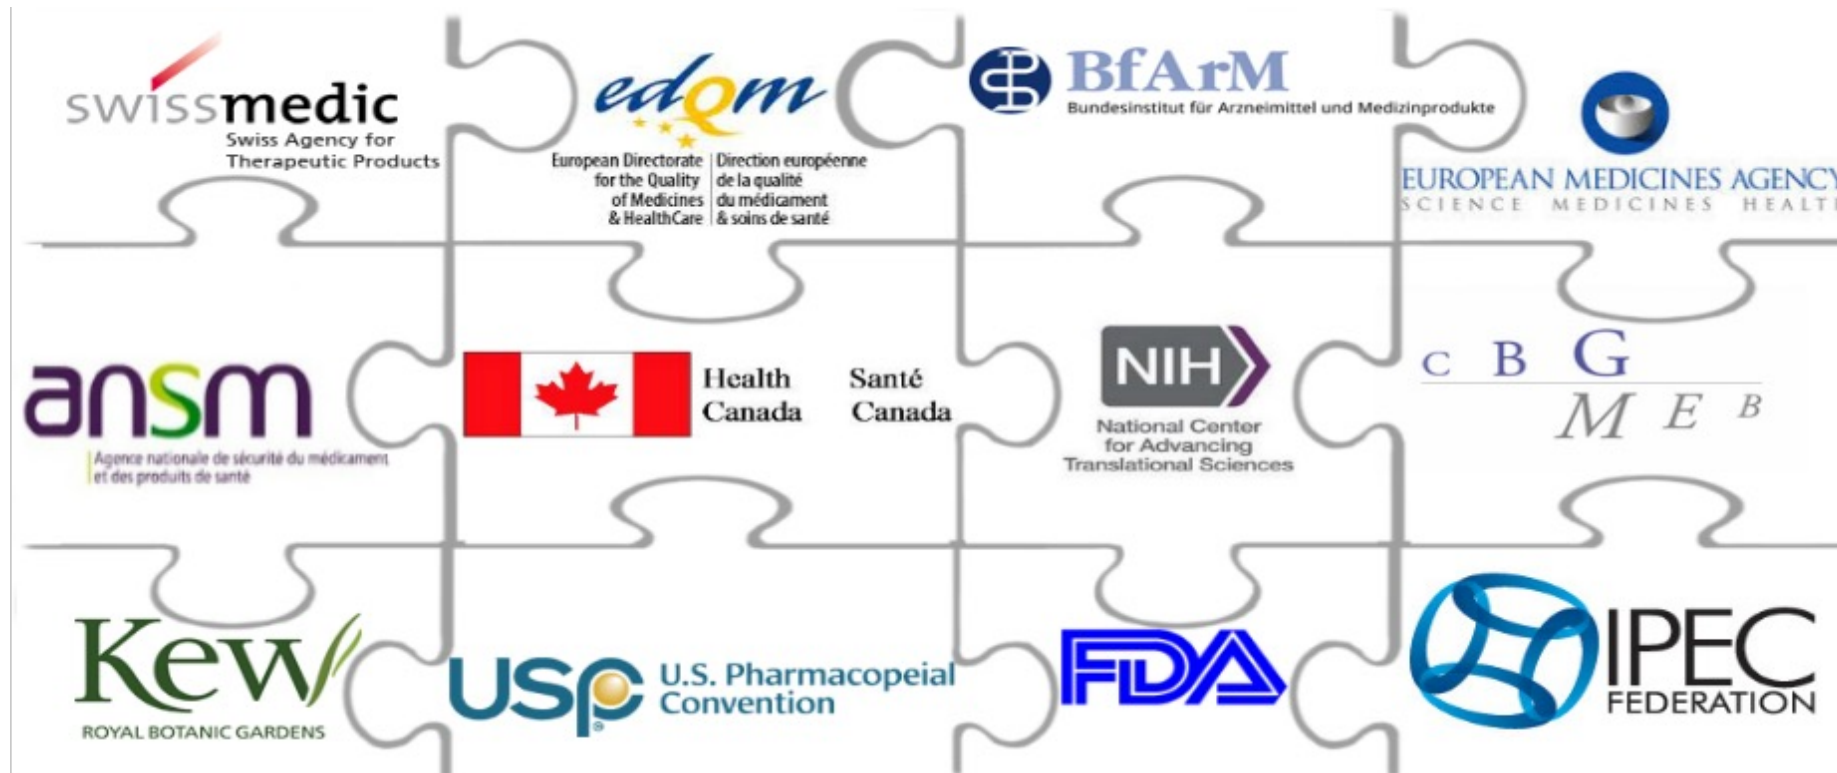 swissmedic
Swiss Agency for
Therapeutic Products
edQm
European Directorate
for the Quality
of Medicines
& HealthCare
Direction européenne
de la qualité
du médicament
& soins de santé
BfArM
Bundesinstitut für Arzneimittel und Medizinprodukte
EUROPEAN MEDICINES AGENCY
SCIENCE MEDICINES HEALTH
ansm
Agence nationale de sécurité du médicament
et des produits de santé
Health
Canada
Santé
Canada
NIH
National Center
for Advancing
Translational Sciences
C B G
M E B
Kew
ROYAL BOTANIC GARDENS
USP
U.S. Pharmacopeial
Convention
FDA
IPEC
FEDERATION